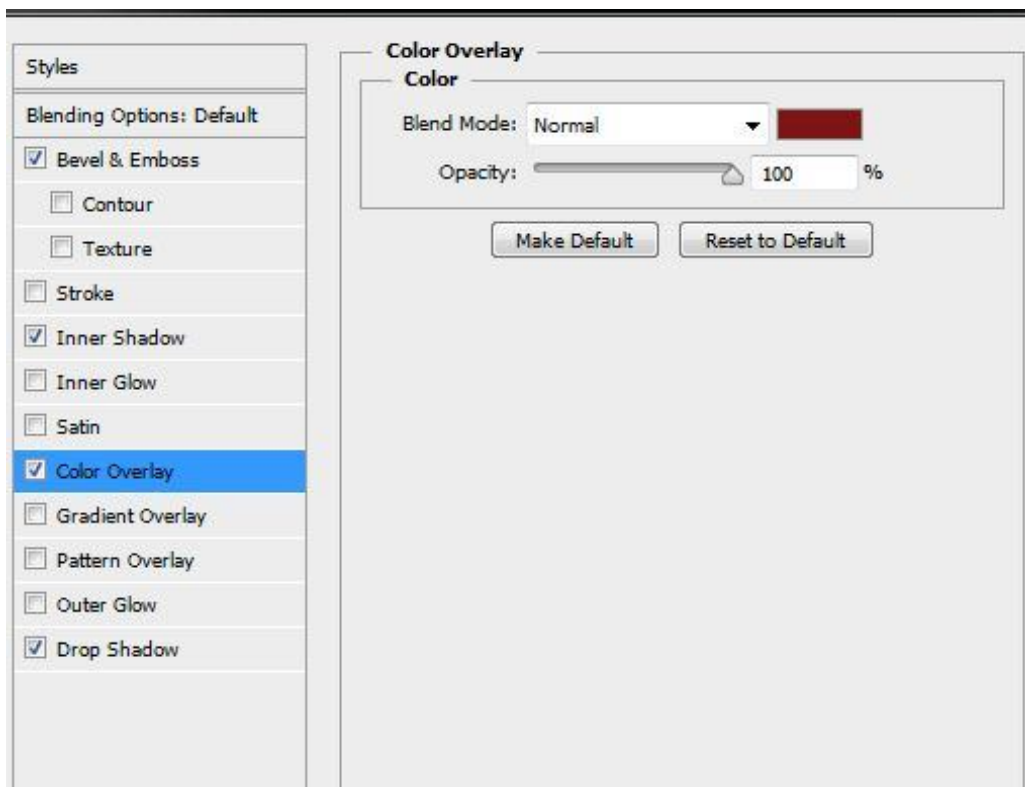 Styles
Blending Options: Default
Bevel & Emboss
Contour
Texture
Stroke
Inner Shadow
Inner Glow
Satin
Color Overlay
Gradient Overlay
Pattern Overlay
Outer Glow
Drop Shadow
Color Overlay
Color
Blend Mode: Normal
Opacity: 100 %
Make Default Reset to Default